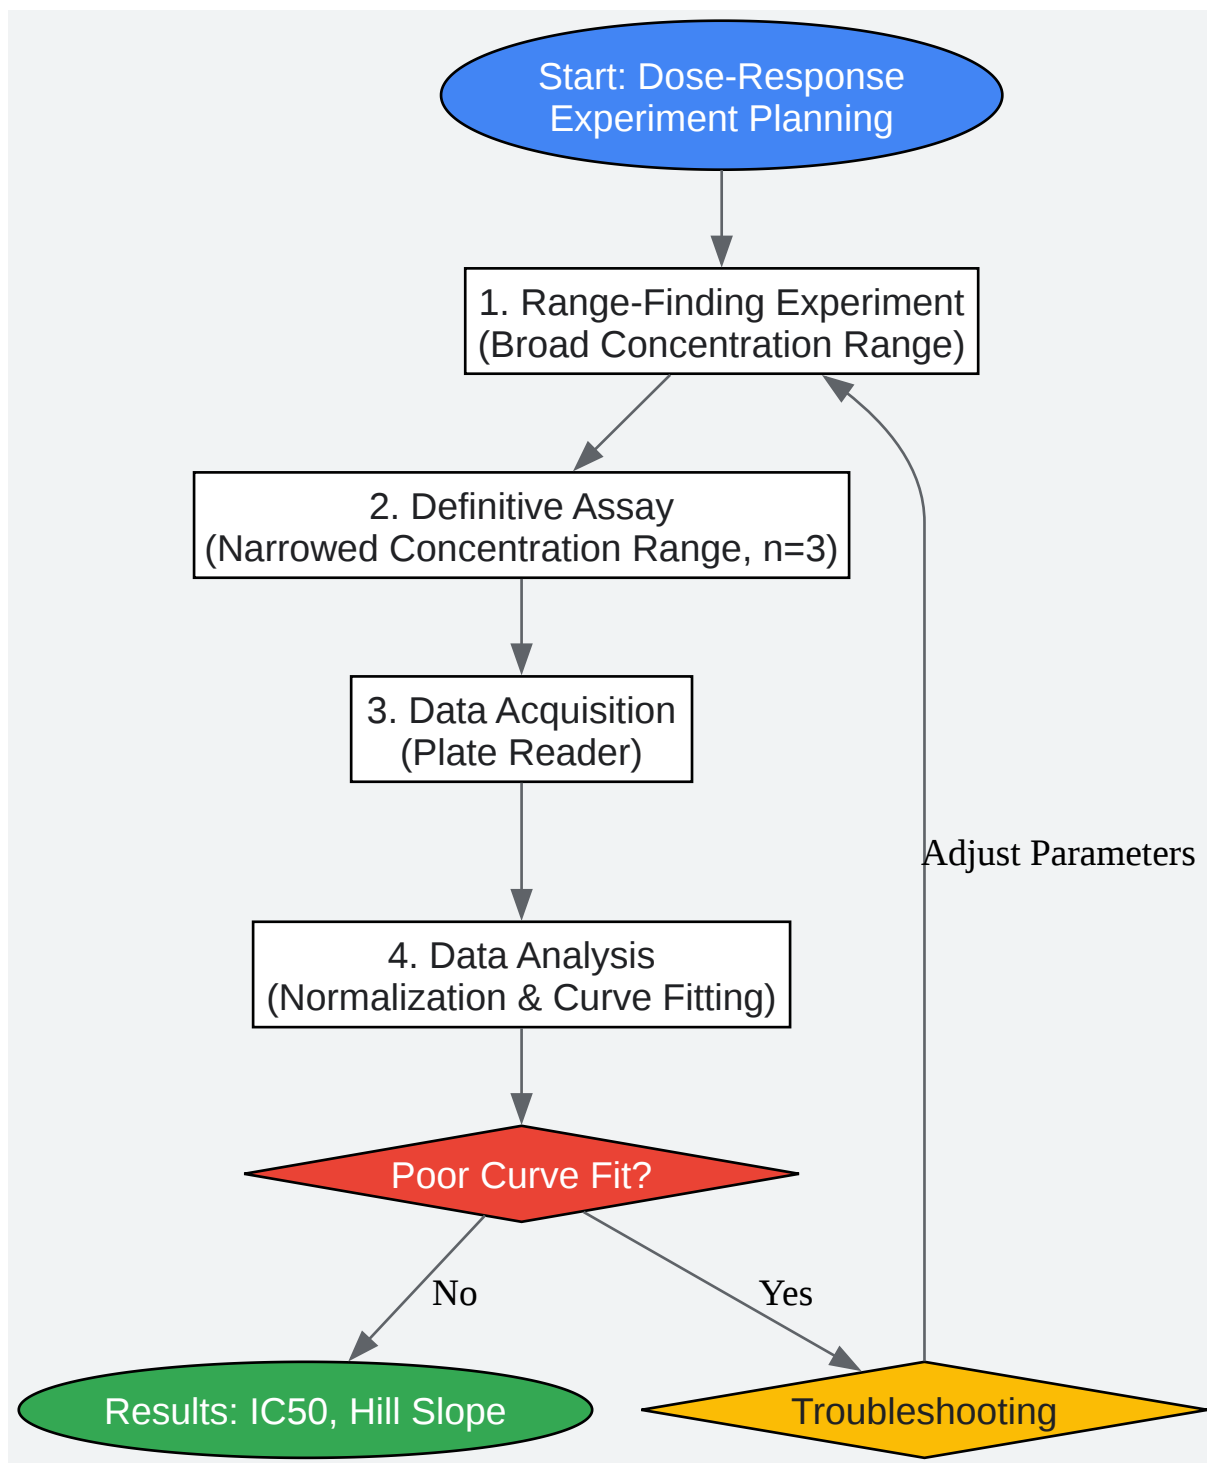 Start: Dose-Response
Experiment Planning
1. Range-Finding Experiment
(Broad Concentration Range)
2. Definitive Assay
(Narrowed Concentration Range, n=3)
3. Data Acquisition
(Plate Reader)
Adjust Parameters
4. Data Analysis
(Normalization & Curve Fitting)
Poor Curve Fit?
No
Yes
Results: IC50, Hill Slope
Troubleshooting